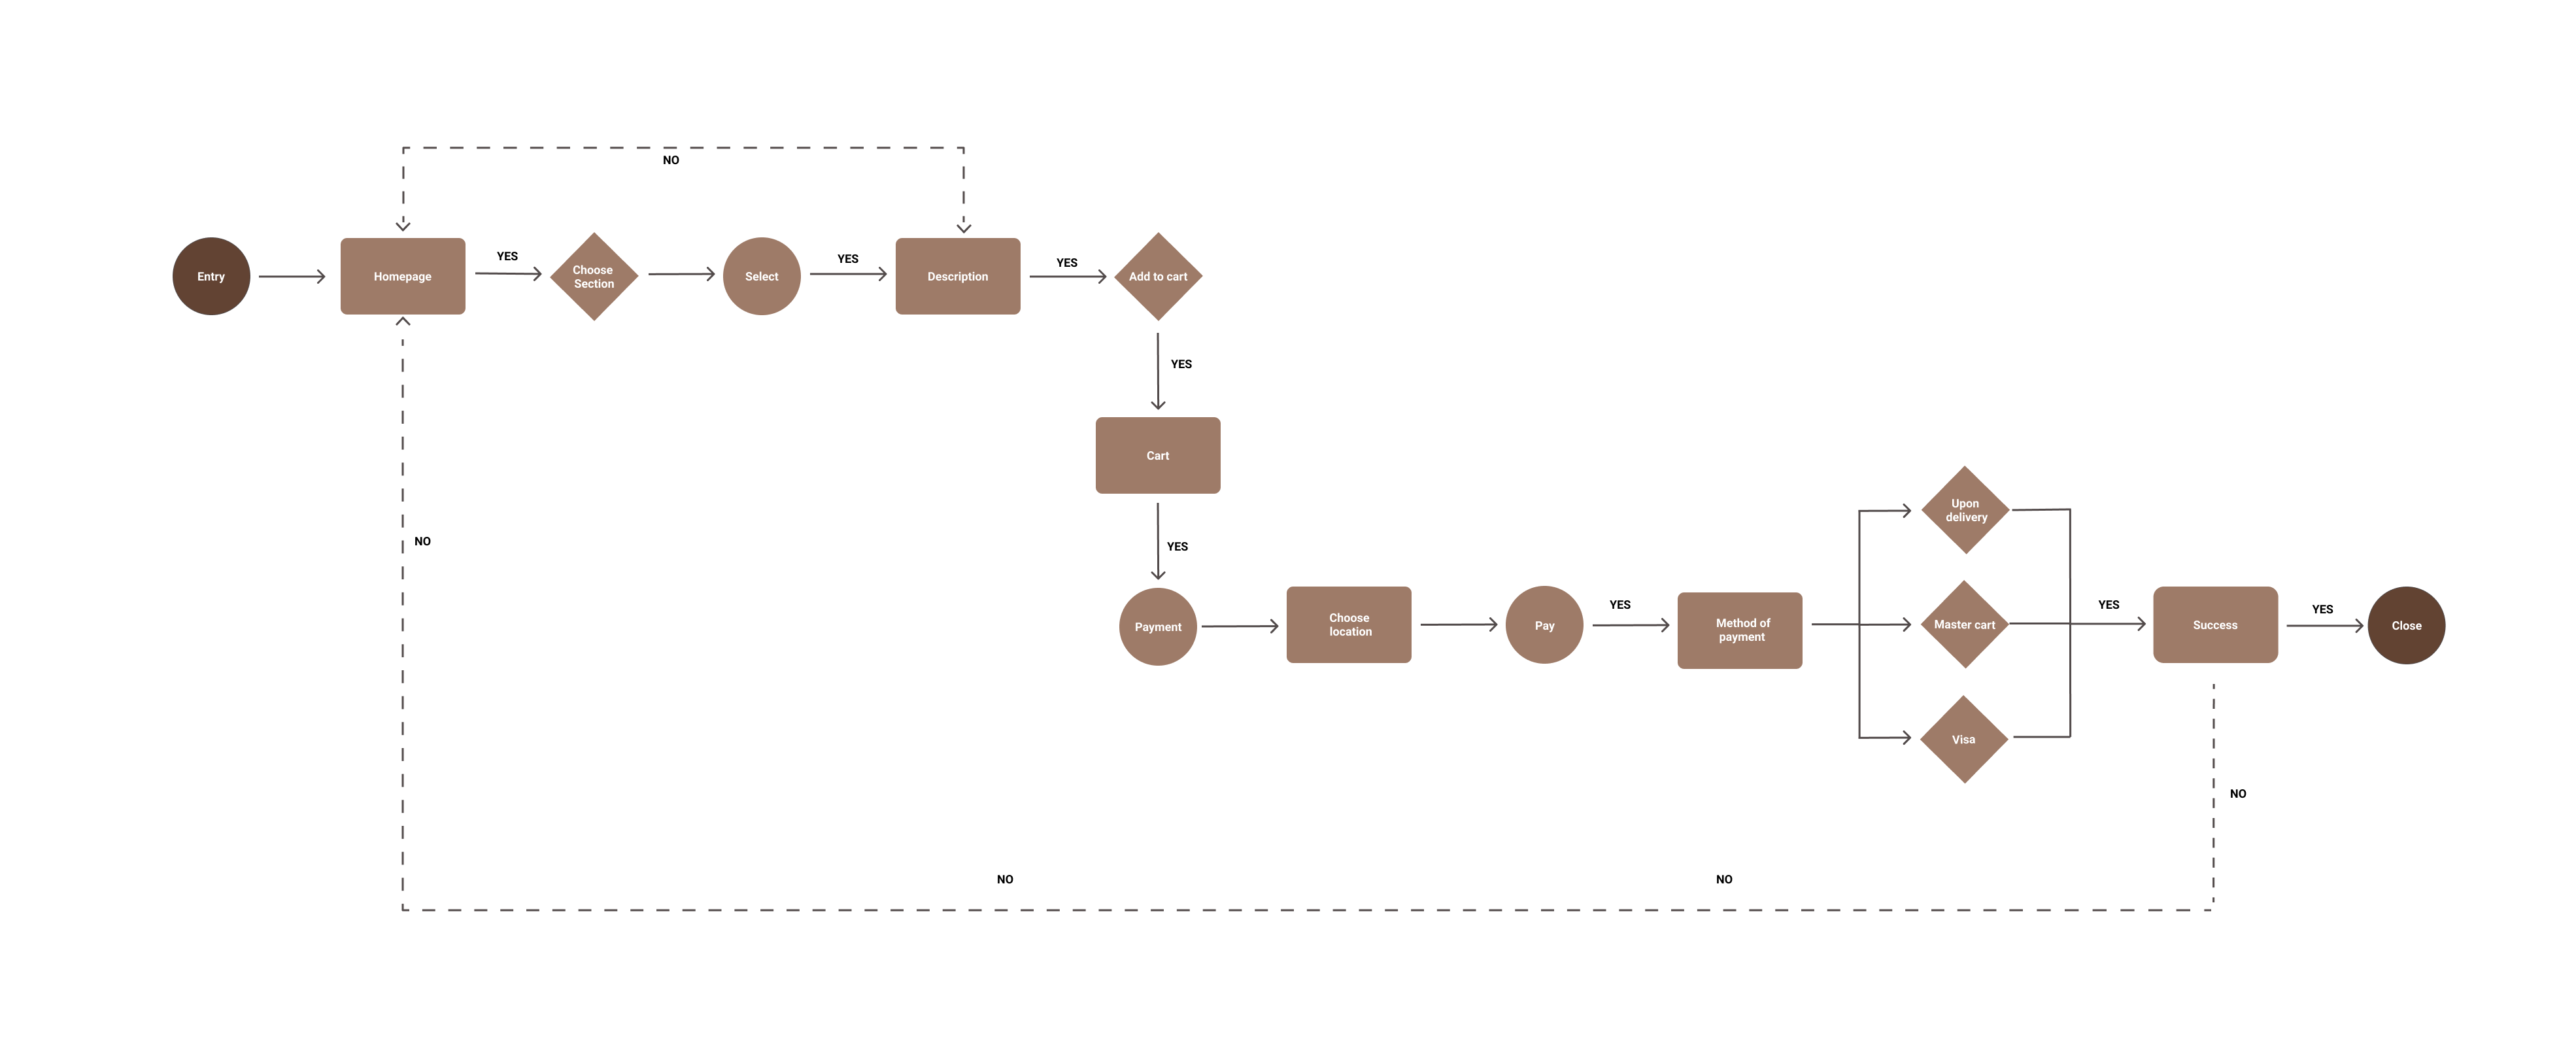 NO
Entry
Homepage
YES
Choose
Section
Select
YES
Description
YES
Add to cart
YES
Cart
YES
Payment
Choose
location
Pay
YES
Method of
payment
Upon
delivery
Master cart
Visa
YES
Success
YES
Close
NO
NO
NO
NO